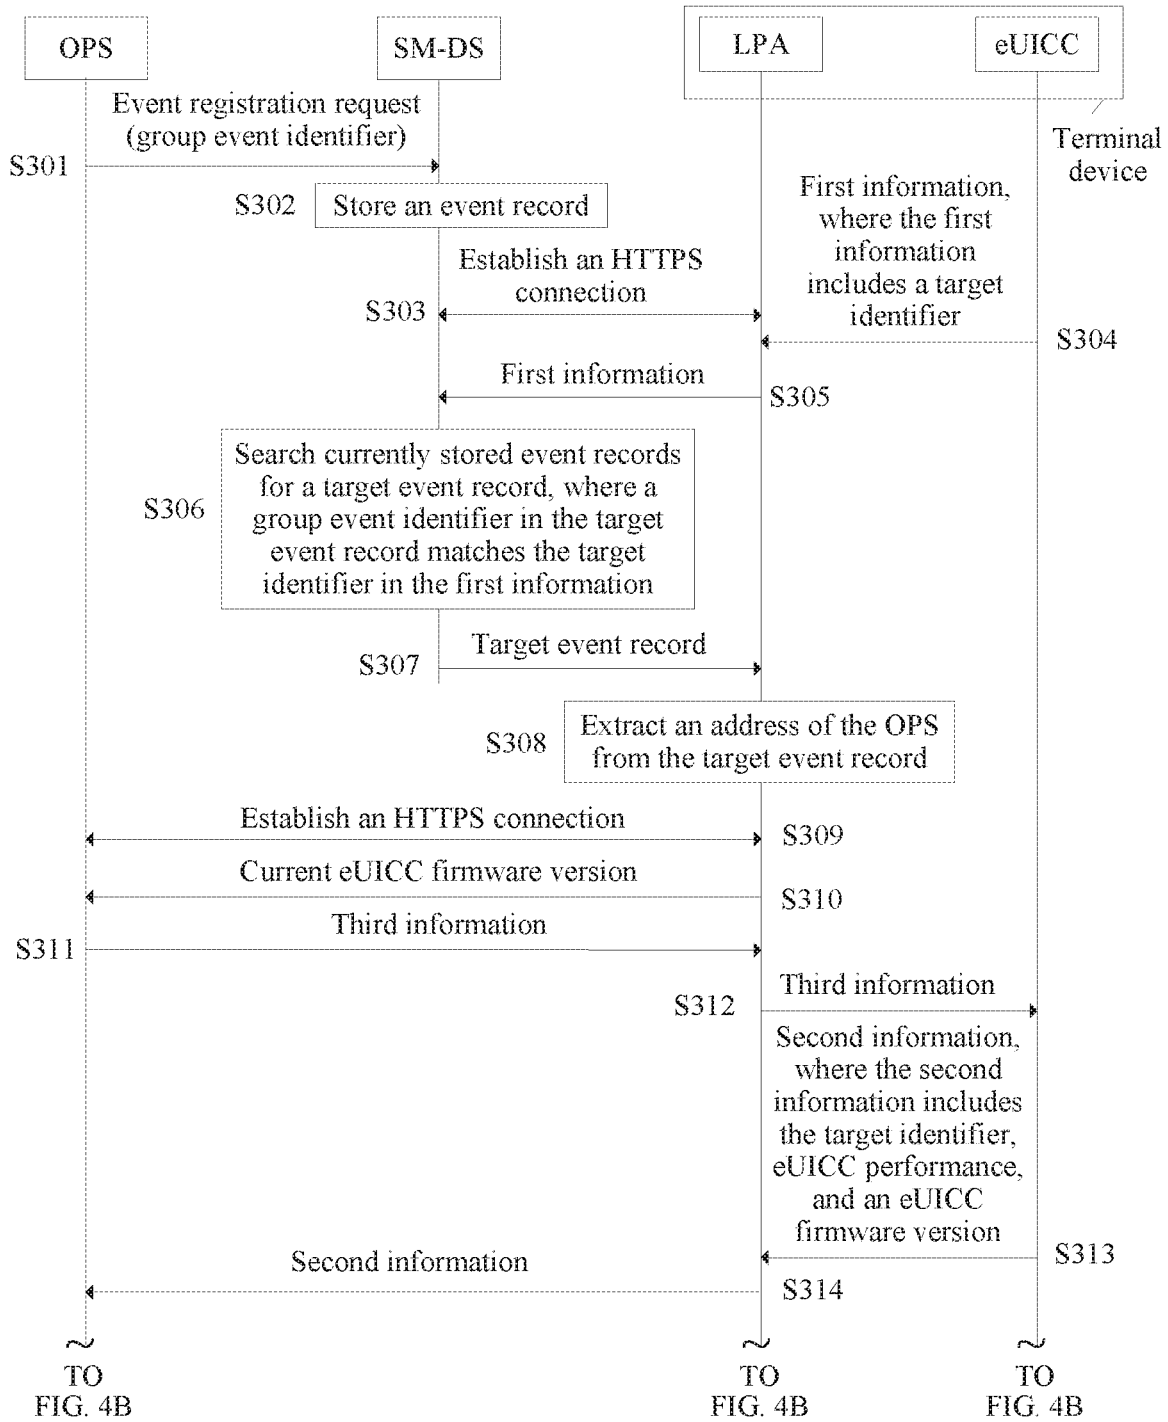 OPS
SM-DS
LPA
eUICC
Terminal
device
Event registration request
(group event identifier)
S301
S302
Store an event record
Establish an HTTPS
connection
S303
First information,
where the first
information
includes a target
identifier
S304
First information
S305
S306
Search currently stored event records
for a target event record, where a
group event identifier in the target
event record matches the target
identifier in the first information
Target event record
S307
S308
Extract an address of the OPS
from the target event record
Establish an HTTPS connection
S309
Current eUICC firmware version
S310
Third information
S311
Third information
S312
Second information,
where the second
information includes
the target identifier,
eUICC performance,
and an eUICC
firmware version
S313
Second information
S314
TO
FIG. 4B
TO
FIG. 4B
TO
FIG. 4B